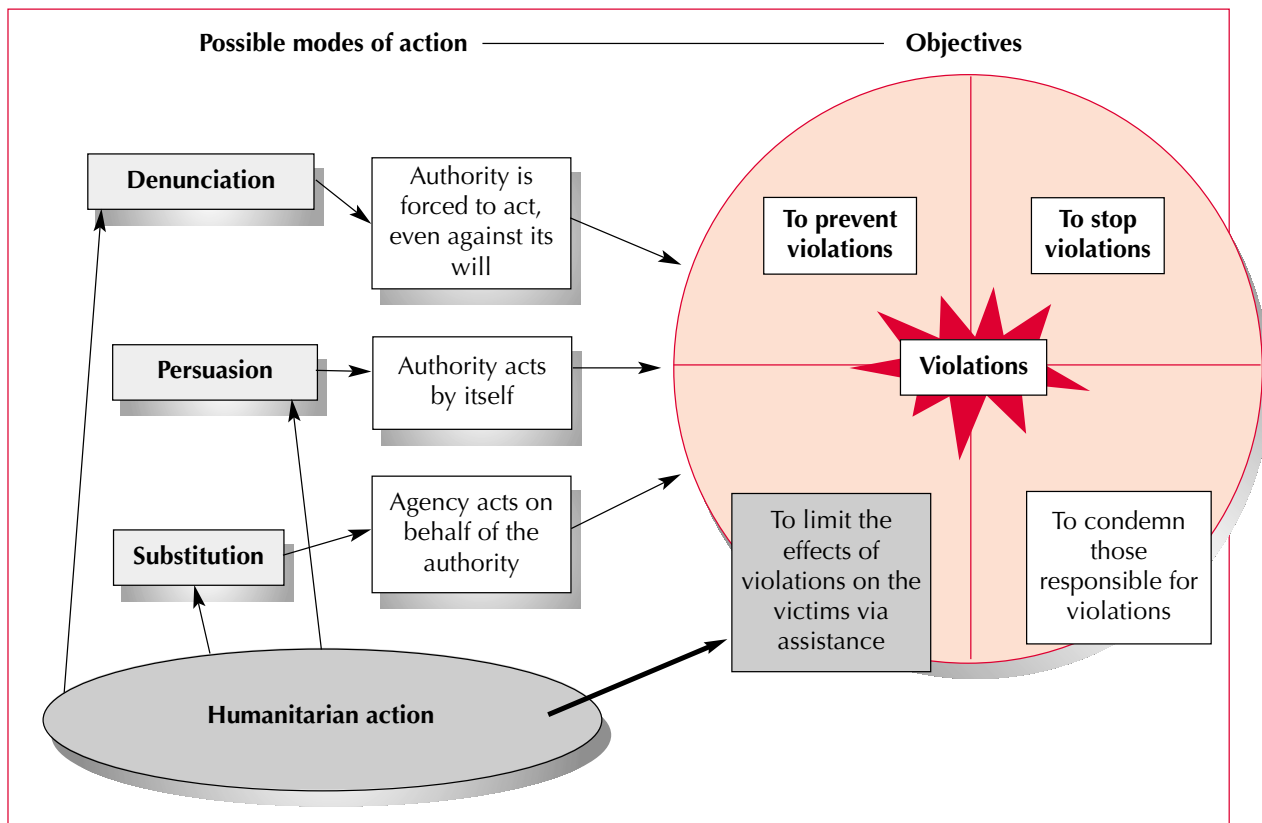 Possible modes of action
Objectives
Denunciation
Authority is
forced to act,
even against its
will
To prevent
violations
To stop
violations
Persuasion
Authority acts
by itself
Violations
Substitution
Agency acts on
behalf of the
authority
To limit the
effects of
violations on the
victims via
assistance
To condemn
those
responsible for
violations
Humanitarian action